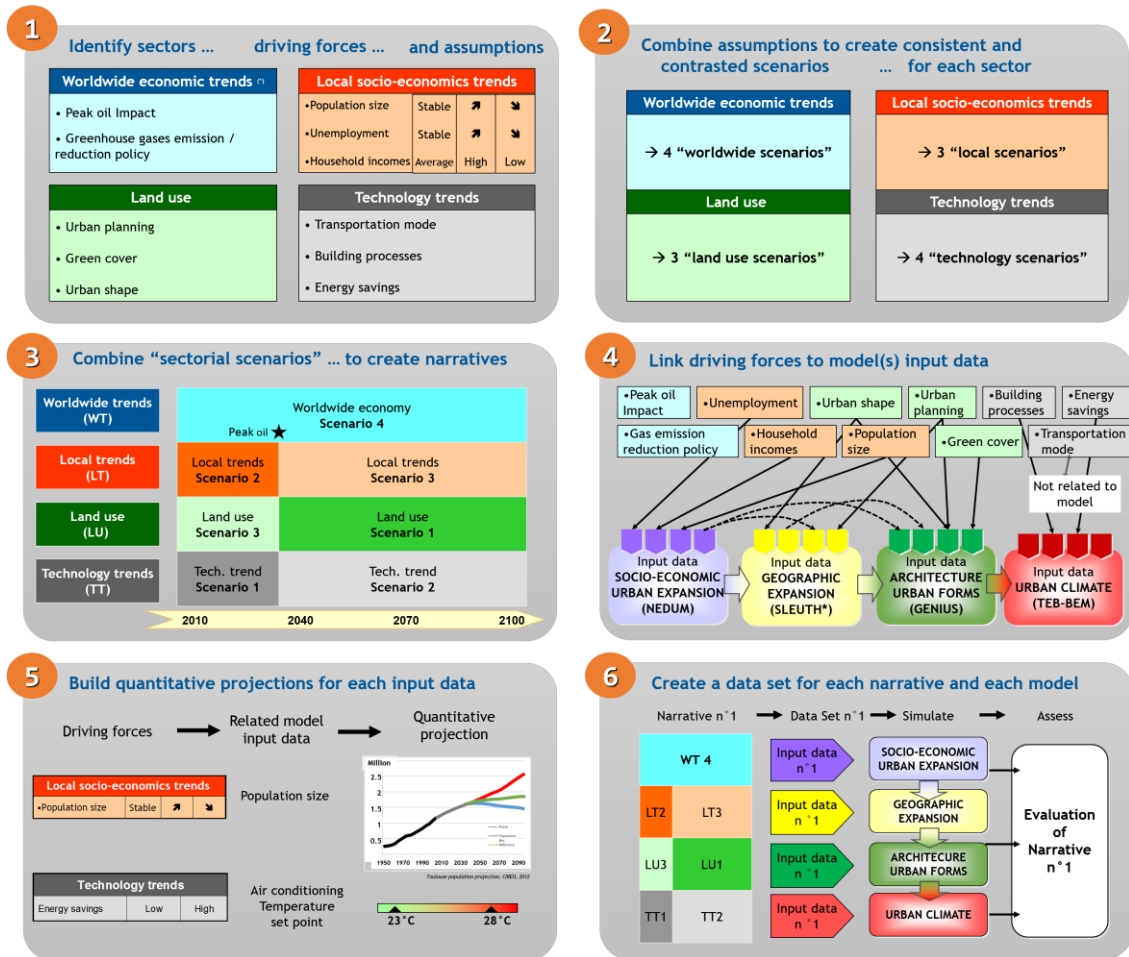 1
Identify sectors ... driving forces ... and assumptions
Worldwide economic trends (*)
• Peak oil Impact
• Greenhouse gases emission /
reduction policy
Local socio-economics trends
•Population size Stable ↗ ↘
•Unemployment Stable ↗ ↘
•Household incomes Average High Low
Land use
• Urban planning
• Green cover
• Urban shape
Technology trends
• Transportation mode
• Building processes
• Energy savings
2
Combine assumptions to create consistent and
contrasted scenarios ... for each sector
Worldwide economic trends
→ 4 “worldwide scenarios”
Local socio-economics trends
→ 3 “local scenarios”
Land use
→ 3 “land use scenarios”
Technology trends
→ 4 “technology scenarios”
3
Combine “sectorial scenarios” ... to create narratives
Worldwide trends
(WT)
Worldwide economy
Scenario 4
Peak oil ★
Local trends
(LT)
Local trends
Scenario 2
Local trends
Scenario 3
Land use
(LU)
Land use
Scenario 3
Land use
Scenario 1
Technology trends
(TT)
Tech. trend
Scenario 1
Tech. trend
Scenario 2
2010 2040 2070 2100
4
Link driving forces to model(s) input data
•Peak oil
Impact
•Unemployment
•Urban shape
•Urban
planning
•Building
processes
•Energy
savings
•Gas emission
reduction policy
•Household
incomes
•Population
size
•Green cover
•Transportation
mode
Not related to
model
Input data
SOCIO-ECONOMIC
URBAN EXPANSION
(NEDUM)
Input data
GEOGRAPHIC
EXPANSION
(SLEUTH*)
Input data
ARCHITECTURE
URBAN FORMS
(GENIUS)
Input data
URBAN CLIMATE
(TEB-BEM)
5
Build quantitative projections for each input data
Driving forces
Related model
input data
Quantitative
projection
Local socio-economics trends
•Population size Stable ↗ ↘
Population size
Million
2.5
2
1.5
1
0.5
1950 1970 1990 2010 2030 2050 2070 2090
Toulouse population projection, CIRED, 2012
Technology trends
Energy savings Low High
Air conditioning
Temperature
set point
23°C 28°C
6
Create a data set for each narrative and each model
Narrative n°1 Data Set n°1 Simulate Assess
WT 4
LT2 LT3
LU3 LU1
TT1 TT2
Input data
n°1
Input data
n°1
Input data
n°1
Input data
n°1
SOCIO-ECONOMIC
URBAN EXPANSION
GEOGRAPHIC
EXPANSION
ARCHITECURE
URBAN FORMS
URBAN CLIMATE
Evaluation
of
Narrative
n°1